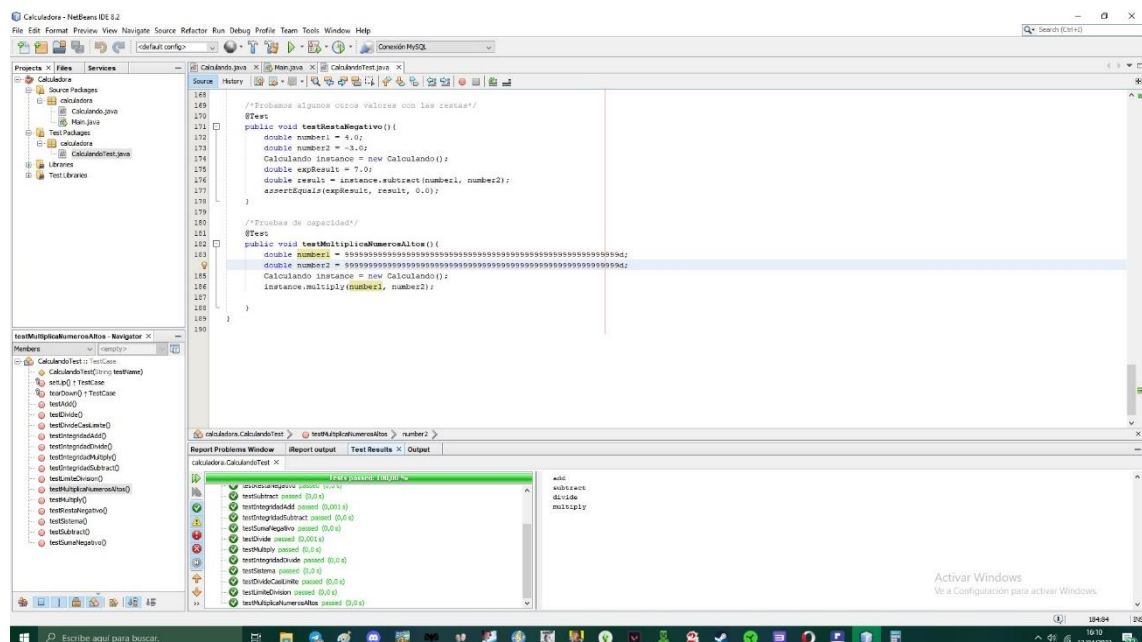 Calculadora - NetBeans IDE 8.2
File Edit Format Preview View Navigate Source Refactor Run Debug Profile Team Tools Window Help
Search (Ctrl+I)
<default config>
Conexión MySQL
Projects × Files Services
Calculando.java × Main.java × CalculandoTest.java ×
Source History
Calculadora
Source Packages
calculadora
Calculando.java
Main.java
Test Packages
calculadora
CalculandoTest.java
Libraries
Test Libraries
168
169 /*Probamos algunos otros valores con las restas*/
170 @Test
171 public void testRestaNegativo(){
172 double number1 = 4.0;
173 double number2 = -3.0;
174 Calculando instance = new Calculando();
175 double expResult = 7.0;
176 double result = instance.subtract(number1, number2);
177 assertEquals(expResult, result, 0.0);
178 }
179
180 /*Pruebas de capacidad*/
181 @Test
182 public void testMultiplicaNumerosAltos(){
183 double number1 =
double number2 =
185 Calculando instance = new Calculando();
186 instance.multiply(number1, number2);
187
188 }
189 }
190
testMultiplicaNumerosAltos - Navigator ×
Members <empty>
CalculandoTest :: TestCase
CalculandoTest(String testName)
setUp() ↑ TestCase
tearDown() ↑ TestCase
testAdd()
testDivide()
testDivideCasiLimite()
testIntegridadAdd()
testIntegridadDivide()
testIntegridadMultiply()
testIntegridadSubtract()
testLimiteDivision()
testMultiplicaNumerosAltos()
testMultiply()
testRestaNegativo()
testSistema()
testSubtract()
testSumaNegativo()
calculadora.CalculandoTest testMultiplicaNumerosAltos number2
Report Problems Window iReport output Test Results × Output
calculadora.CalculandoTest ×
Tests passed: 100,00 %
testRestaNegativo passed (0,0 s)
testSubtract passed (0,0 s)
testIntegridadAdd passed (0,001 s)
testIntegridadSubtract passed (0,0 s)
testSumaNegativo passed (0,0 s)
testDivide passed (0,001 s)
testMultiply passed (0,0 s)
testIntegridadDivide passed (0,0 s)
testSistema passed (0,0 s)
testDivideCasiLimite passed (0,0 s)
testLimiteDivision passed (0,0 s)
testMultiplicaNumerosAltos passed (0,0 s)
add
subtract
divide
multiply
Activar Windows
Ve a Configuración para activar Windows.
184:84 INS
Escribe aquí para buscar.
16:10